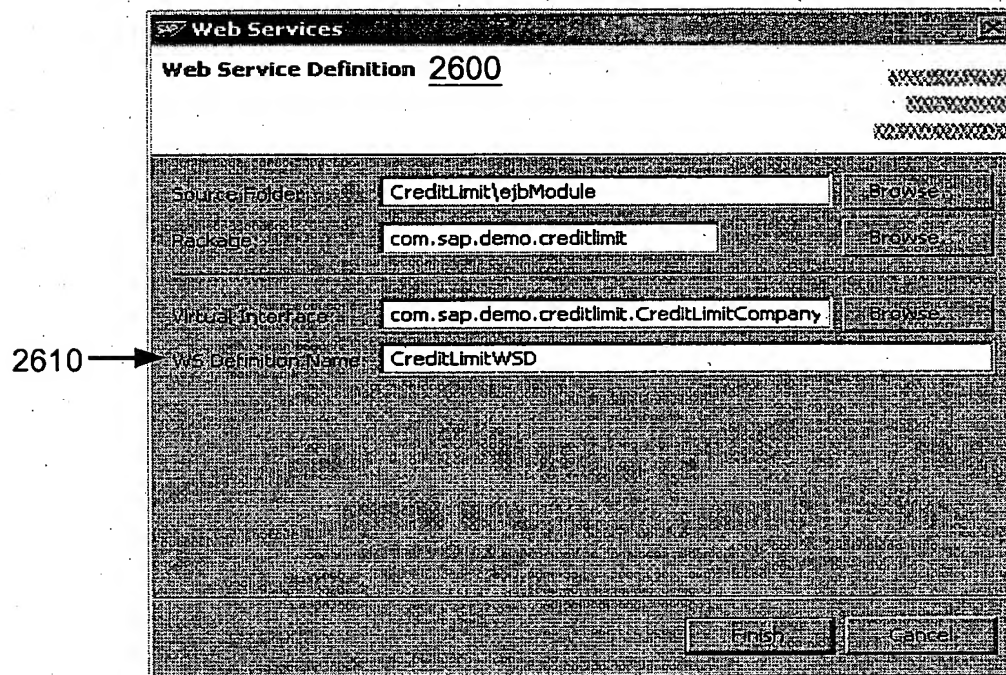 SAP Web Services
Web Service Definition 2600
Source Folder: CreditLimit\ejbModule Browse...
Package: com.sap.demo.creditlimit Browse...
Virtual Interface: com.sap.demo.creditlimit.CreditLimitCompany Browse...
2610 WS Definition Name: CreditLimitWSD
Finish Cancel